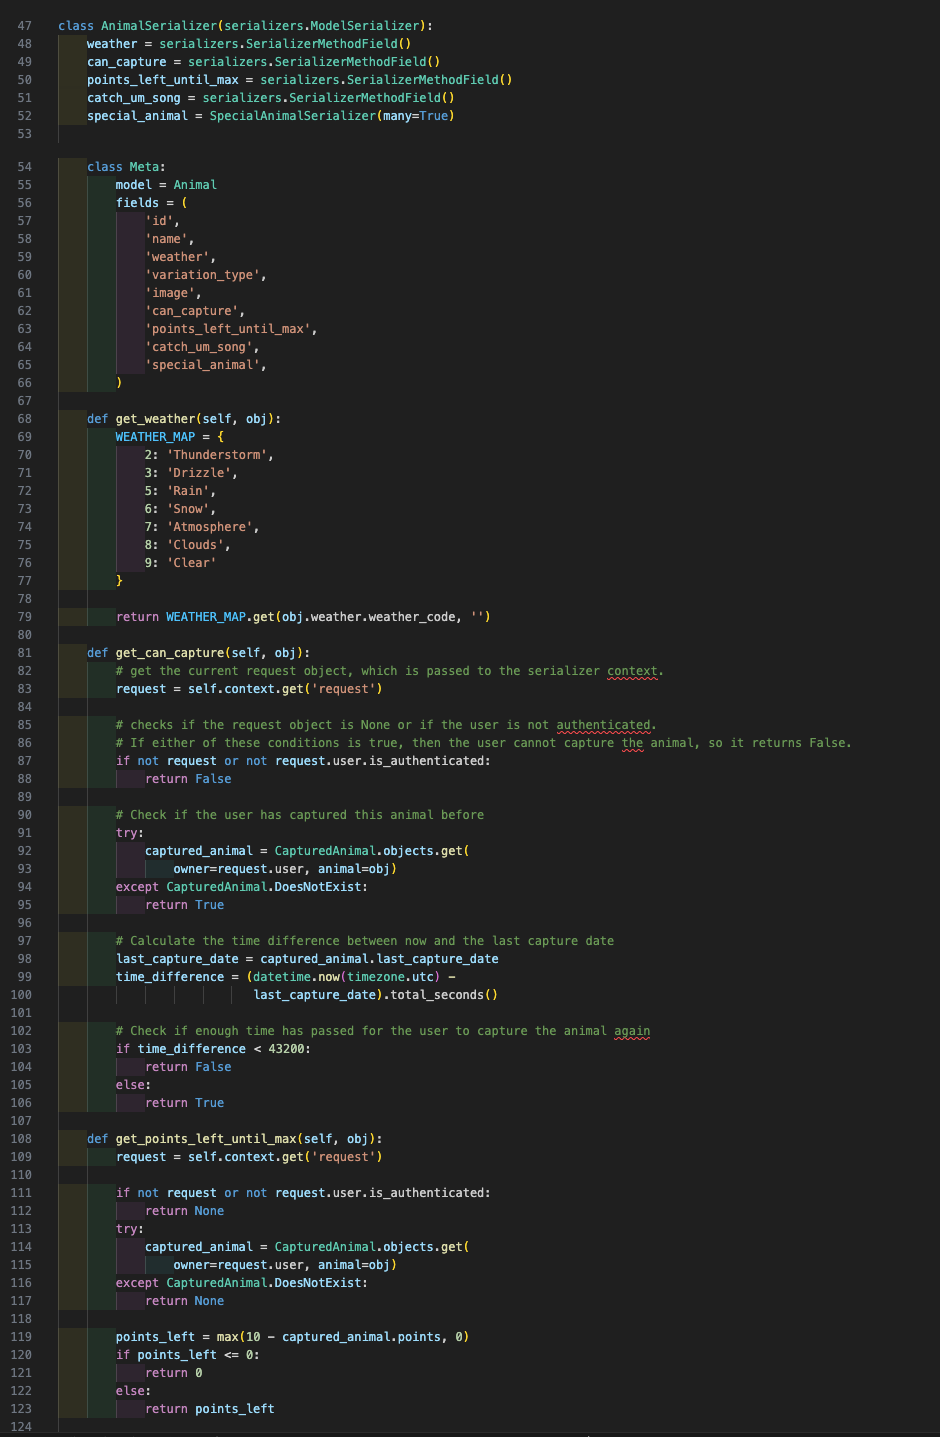 47 class AnimalSerializer(serializers.ModelSerializer):
48     weather = serializers.SerializerMethodField()
49     can_capture = serializers.SerializerMethodField()
50     points_left_until_max = serializers.SerializerMethodField()
51     catch_um_song = serializers.SerializerMethodField()
52     special_animal = SpecialAnimalSerializer(many=True)
53
54     class Meta:
55         model = Animal
56         fields = (
57             'id',
58             'name',
59             'weather',
60             'variation_type',
61             'image',
62             'can_capture',
63             'points_left_until_max',
64             'catch_um_song',
65             'special_animal',
66         )
67
68     def get_weather(self, obj):
69         WEATHER_MAP = {
70             2: 'Thunderstorm',
71             3: 'Drizzle',
72             5: 'Rain',
73             6: 'Snow',
74             7: 'Atmosphere',
75             8: 'Clouds',
76             9: 'Clear'
77         }
78
79         return WEATHER_MAP.get(obj.weather.weather_code, '')
80
81     def get_can_capture(self, obj):
82         # get the current request object, which is passed to the serializer context.
83         request = self.context.get('request')
84
85         # checks if the request object is None or if the user is not authenticated.
86         # If either of these conditions is true, then the user cannot capture the animal, so it returns False.
87         if not request or not request.user.is_authenticated:
88             return False
89
90         # Check if the user has captured this animal before
91         try:
92             captured_animal = CapturedAnimal.objects.get(
93                 owner=request.user, animal=obj)
94         except CapturedAnimal.DoesNotExist:
95             return True
96
97         # Calculate the time difference between now and the last capture date
98         last_capture_date = captured_animal.last_capture_date
99         time_difference = (datetime.now(timezone.utc) -
100                            last_capture_date).total_seconds()
101
102         # Check if enough time has passed for the user to capture the animal again
103         if time_difference < 43200:
104             return False
105         else:
106             return True
107
108     def get_points_left_until_max(self, obj):
109         request = self.context.get('request')
110
111         if not request or not request.user.is_authenticated:
112             return None
113         try:
114             captured_animal = CapturedAnimal.objects.get(
115                 owner=request.user, animal=obj)
116         except CapturedAnimal.DoesNotExist:
117             return None
118
119         points_left = max(10 - captured_animal.points, 0)
120         if points_left <= 0:
121             return 0
122         else:
123             return points_left
124